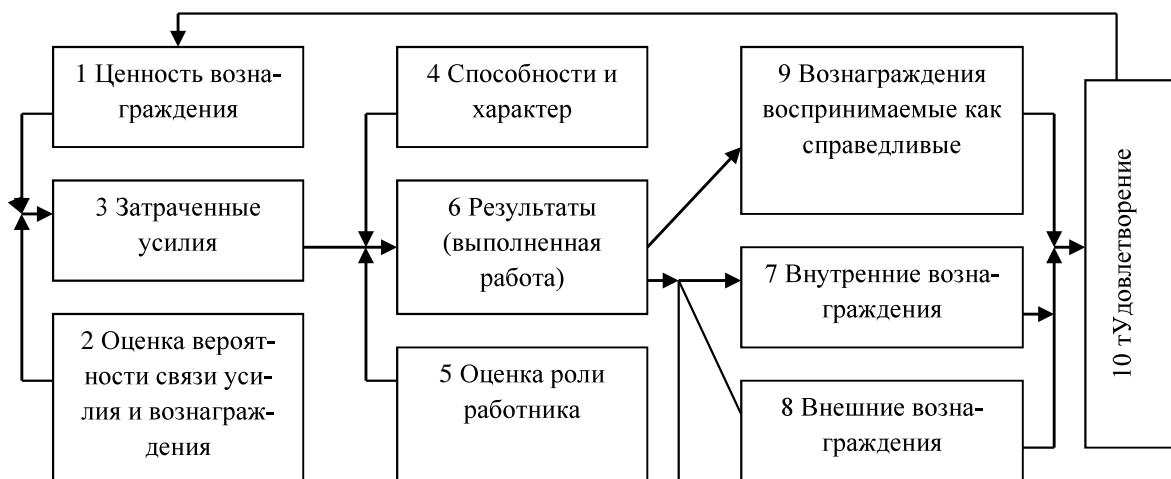 1 Ценность возна-
граждения
4 Способности и
характер
9 Вознаграждения
воспринимаемые как
справедливые
3 Затраченные
усилия
6 Результаты
(выполненная
работа)
7 Внутренние возна-
граждения
2 Оценка вероят-
ности связи уси-
лия и вознаграж-
дения
5 Оценка роли
работника
8 Внешние возна-
граждения
10 тУдовлетворение